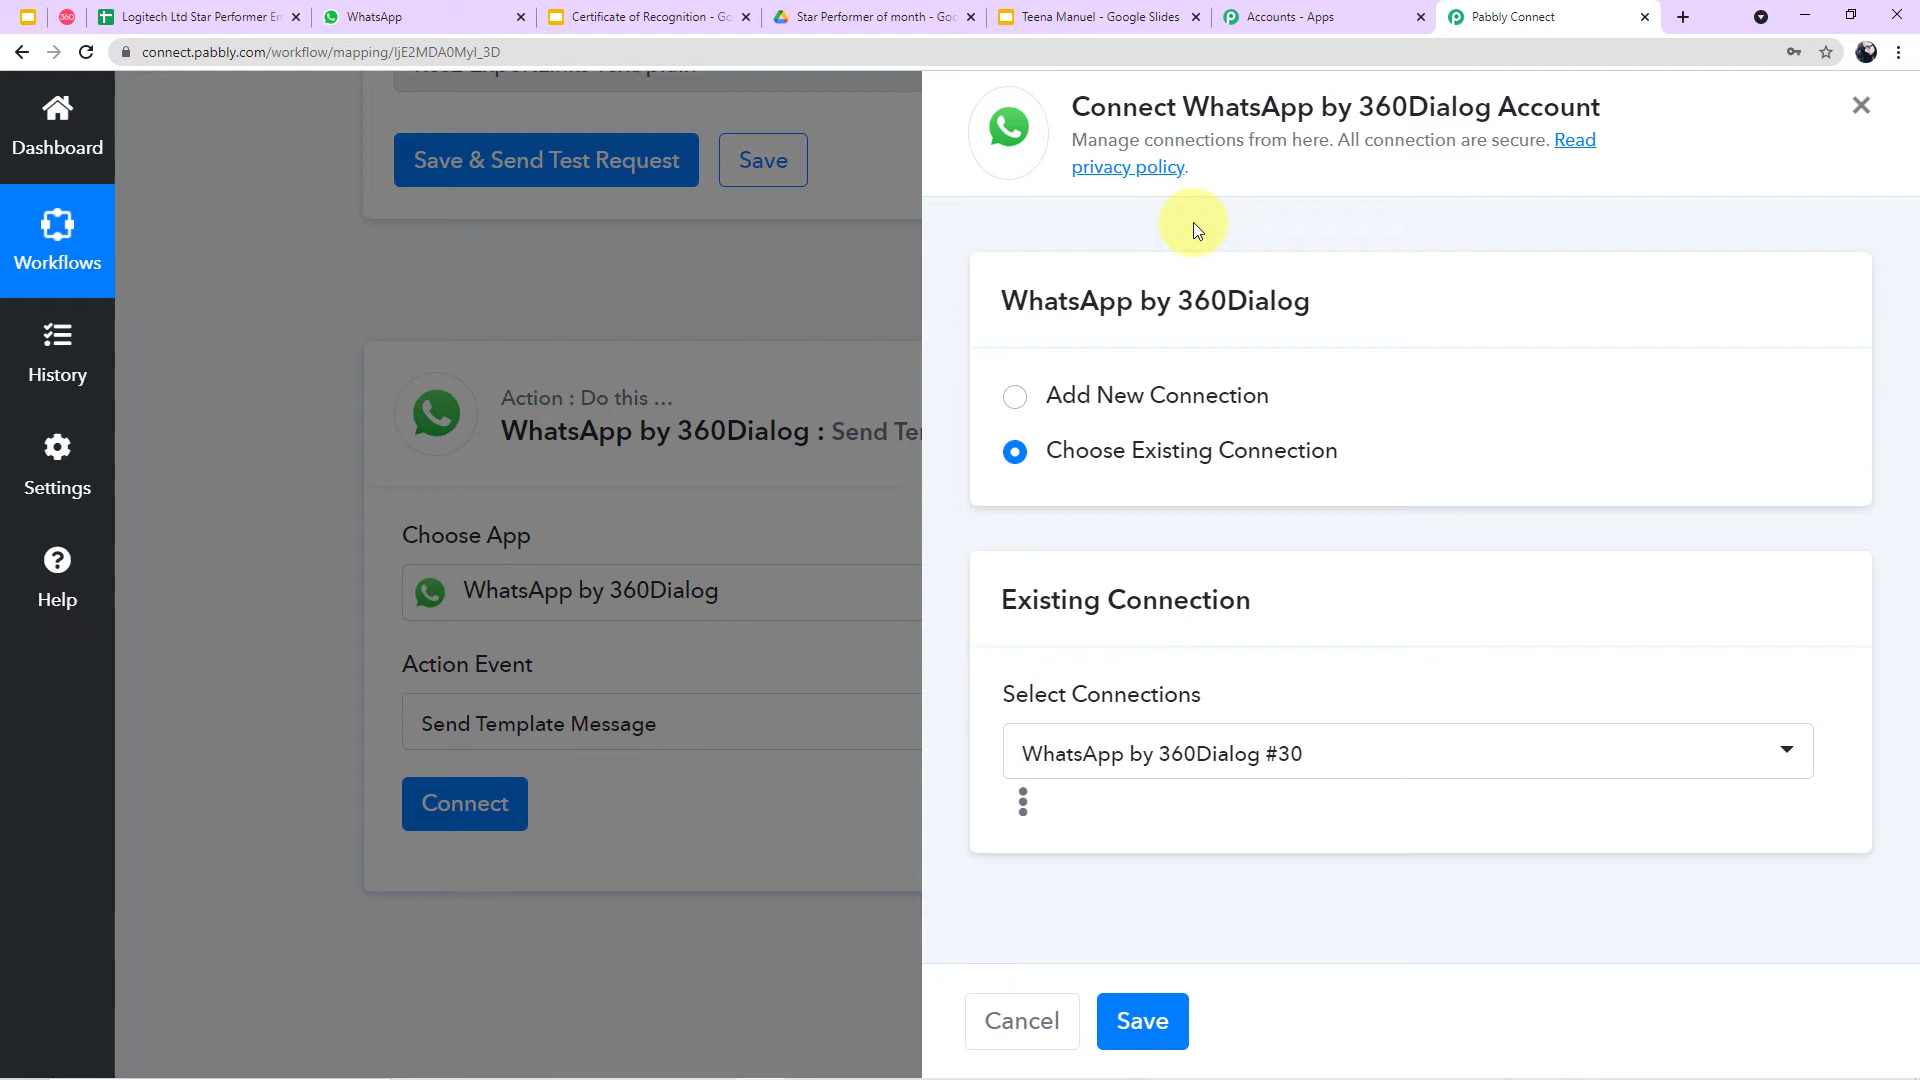 360
Logitech Ltd Star Performer En
WhatsApp
Certificate of Recognition - Go
Star Performer of month - Goo
Teena Manuel - Google Slides
Accounts - Apps
Pabbly Connect
connect.pabbly.com/workflow/mapping/IjE2MDA0MyI_3D
Dashboard
Workflows
History
Settings
Help
Save & Send Test Request
Save
Action : Do this ...
WhatsApp by 360Dialog : Send Te
Choose App
WhatsApp by 360Dialog
Action Event
Send Template Message
Connect
Connect WhatsApp by 360Dialog Account
Manage connections from here. All connection are secure. Read
privacy policy.
WhatsApp by 360Dialog
Add New Connection
Choose Existing Connection
Existing Connection
Select Connections
WhatsApp by 360Dialog #30
Cancel
Save